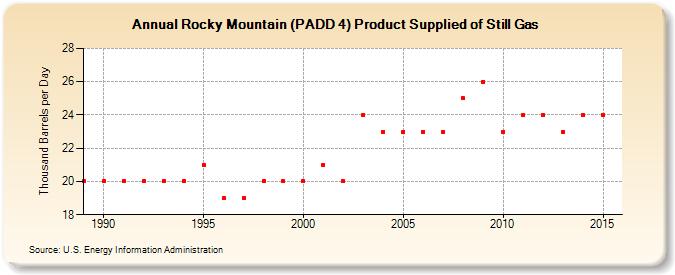 Annual Rocky Mountain (PADD 4) Product Supplied of Still Gas
Thousand Barrels per Day
28
26
24
22
20
18
1990 1995 2000 2005 2010 2015
Source: U.S. Energy Information Administration